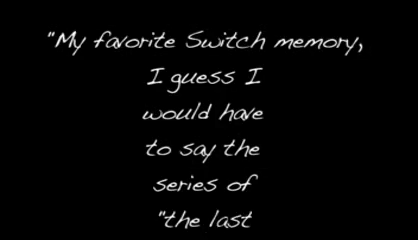 "My favorite Switch memory,
I guess I
would have
to say the
series of
"the last